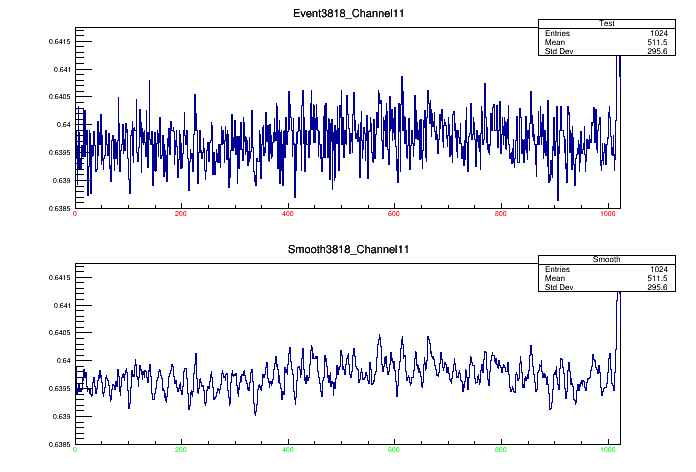 Event3818_Channel11
Test
Entries 1024
Mean 511.5
Std Dev 295.6
0.6415
0.641
0.6405
0.64
0.6395
0.639
0.6385
0 200 400 600 800 1000
Smooth3818_Channel11
Smooth
Entries 1024
Mean 511.5
Std Dev 295.6
0.6415
0.641
0.6405
0.64
0.6395
0.639
0.6385
0 200 400 600 800 1000